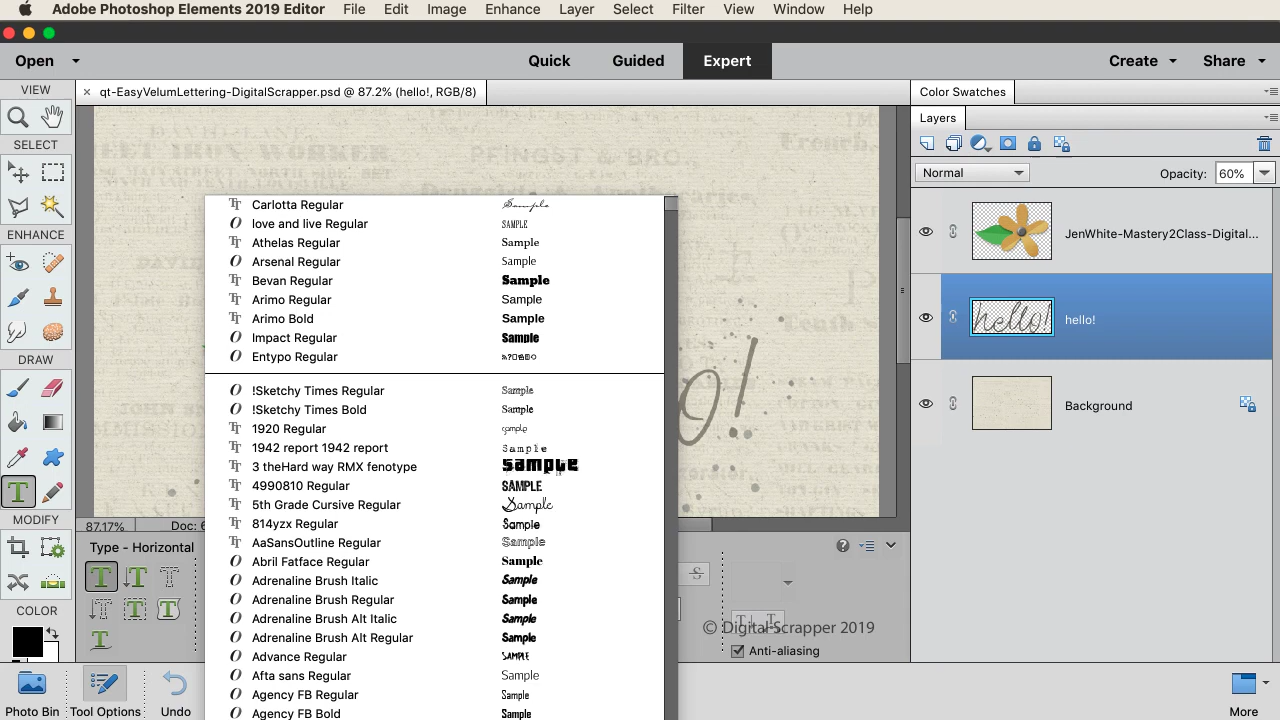 Adobe Photoshop Elements 2019 Editor File Edit Image Enhance Layer Select Filter View Window Help
Open Quick Guided Expert Create Share
VIEW
× qt-EasyVelumLettering-DigitalScrapper.psd @ 87.2% (hello!, RGB/8)
Color Swatches
Layers
SELECT
Normal Opacity: 60%
ENHANCE
DRAW
MODIFY
COLOR
JenWhite-Mastery2Class-Digital...
hello!
hello!
Background
PFINGST & BRO.
Carlotta Regular Sample
love and live Regular SAMPLE
Athelas Regular Sample
Arsenal Regular Sample
Bevan Regular Sample
Arimo Regular Sample
Arimo Bold Sample
Impact Regular Sample
Entypo Regular
!Sketchy Times Regular Sample
!Sketchy Times Bold Sample
1920 Regular sample
1942 report 1942 report Sample
3 theHard way RMX fenotype sample
4990810 Regular SAMPLE
5th Grade Cursive Regular Sample
814yzx Regular Sample
AaSansOutline Regular Sample
Abril Fatface Regular Sample
Adrenaline Brush Italic Sample
Adrenaline Brush Regular Sample
Adrenaline Brush Alt Italic Sample
Adrenaline Brush Alt Regular Sample
Advance Regular SAMPLE
Afta sans Regular Sample
Agency FB Regular Sample
Agency FB Bold Sample
o!
87.17% Doc: 6
Type - Horizontal
© Digital Scrapper 2019
Anti-aliasing
Photo Bin Tool Options Undo More